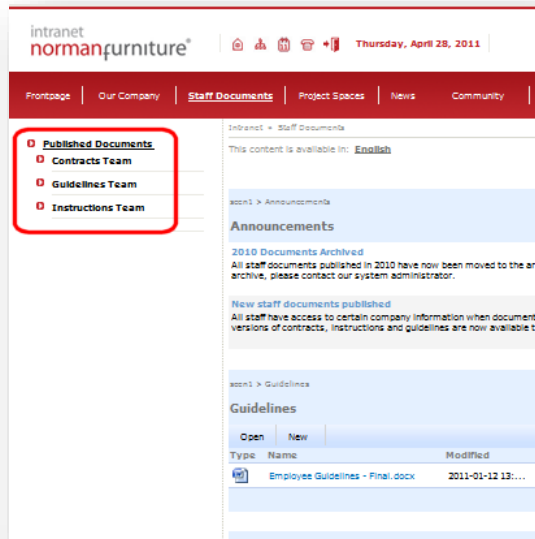 intranet
normanfurniture®
Thursday, April 28, 2011
Frontpage Our Company Staff Documents Project Spaces News Community
Published Documents
Contracts Team
Guidelines Team
Instructions Team
Intranet » Staff Documents
This content is available in: English
> Announcements
Announcements
2010 Documents Archived
All staff documents published in 2010 have now been moved to the
archive, please contact our system administrator.
New staff documents published
All staff have access to certain company information when document
versions of contracts, instructions and guidelines are now available
> Guidelines
Guidelines
Open New
Type Name Modified
Employee Guidelines - Final.docx 2011-01-12 13:...